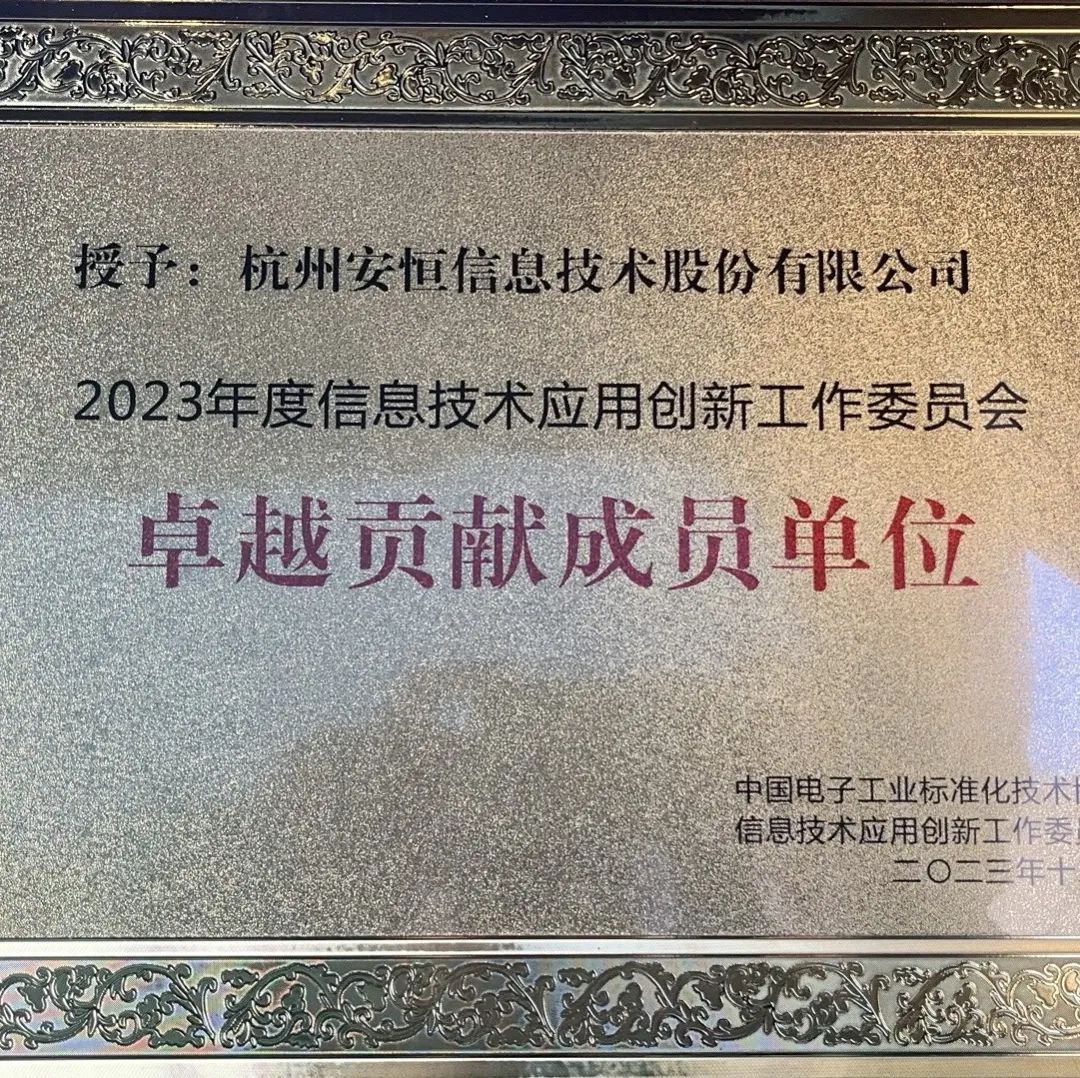 授予：杭州安恒信息技术股份有限公司
2023年度信息技术应用创新工作委员会
卓越贡献成员单位
中国电子工业标准化技术
信息技术应用创新工作委
二〇二三年十